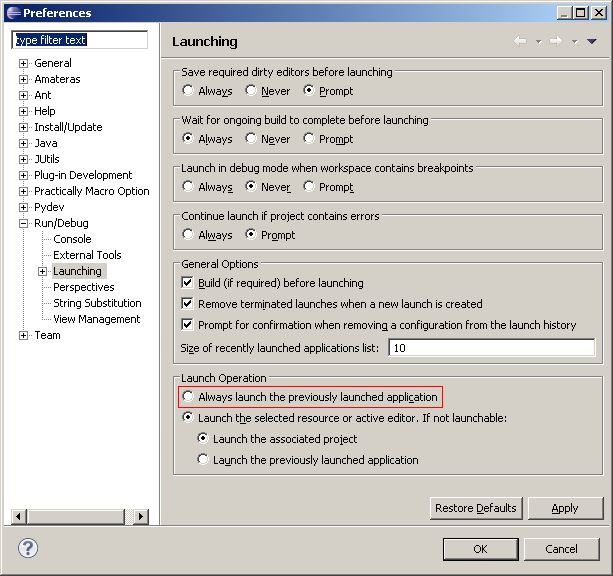 Preferences
type filter text
General
Amateras
Ant
Help
Install/Update
Java
JUtils
Plug-in Development
Practically Macro Option
Pydev
Run/Debug
Console
External Tools
Launching
Perspectives
String Substitution
View Management
Team
Launching
Save required dirty editors before launching
Always Never Prompt
Wait for ongoing build to complete before launching
Always Never Prompt
Launch in debug mode when workspace contains breakpoints
Always Never Prompt
Continue launch if project contains errors
Always Prompt
General Options
Build (if required) before launching
Remove terminated launches when a new launch is created
Prompt for confirmation when removing a configuration from the launch history
Size of recently launched applications list: 10
Launch Operation
Always launch the previously launched application
Launch the selected resource or active editor. If not launchable:
Launch the associated project
Launch the previously launched application
Restore Defaults Apply
? OK Cancel